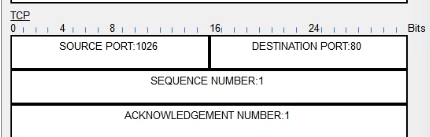 TCP
0 4 8 16 24 Bits
SOURCE PORT:1026 DESTINATION PORT:80
SEQUENCE NUMBER:1
ACKNOWLEDGEMENT NUMBER:1